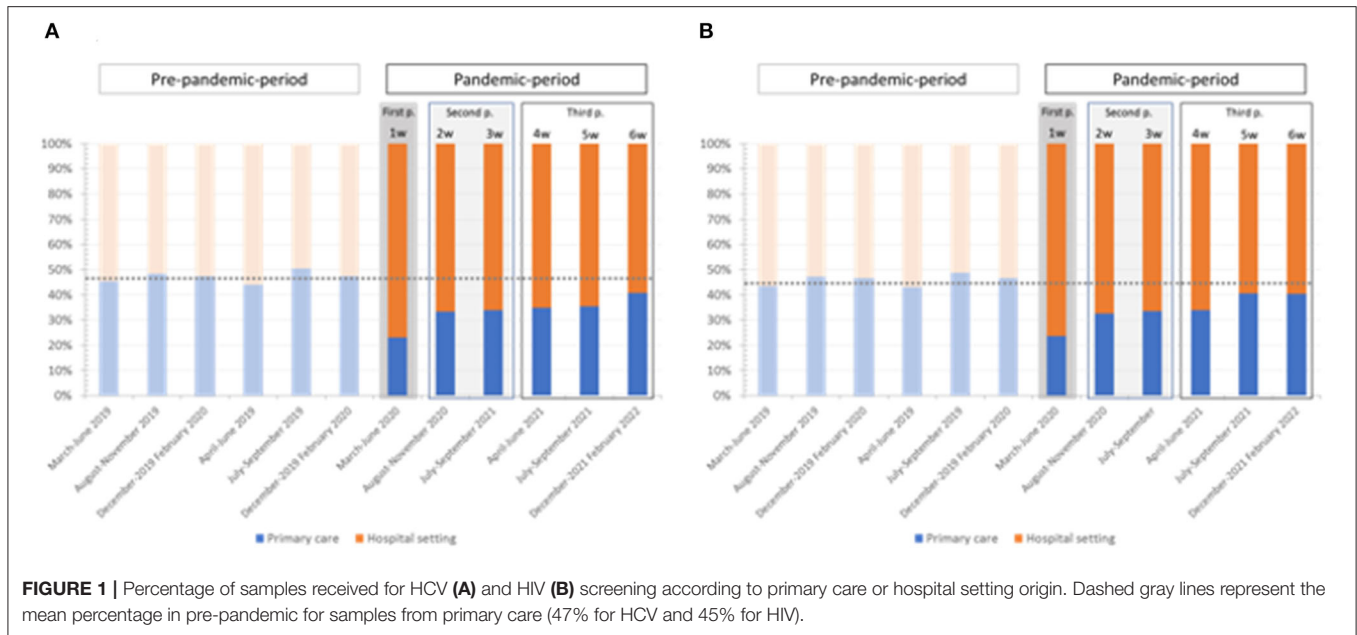 A
Pre-pandemic-period
Pandemic-period
First p.
Second p.
Third p.
1w
2w
3w
4w
5w
6w
100%
90%
80%
70%
60%
50%
40%
30%
20%
10%
0%
March-June 2019
August-November 2019
December-2019 February 2020
April-June 2019
July-September 2019
December-2019 February 2020
March-June 2020
August-November 2020
July-September 2021
April-June 2021
July-September 2021
December-2021 February 2022
Primary care
Hospital setting
B
Pre-pandemic-period
Pandemic-period
First p.
Second p.
Third p.
1w
2w
3w
4w
5w
6w
100%
90%
80%
70%
60%
50%
40%
30%
20%
10%
0%
March-June 2019
August-November 2019
December-2019 February 2020
April-June 2019
July-September 2019
December-2019 February 2020
March-June 2020
August-November 2020
July-September
April-June 2021
July-September 2021
December-2021 February 2022
Primary care
Hospital setting
FIGURE 1 | Percentage of samples received for HCV (A) and HIV (B) screening according to primary care or hospital setting origin. Dashed gray lines represent the
mean percentage in pre-pandemic for samples from primary care (47% for HCV and 45% for HIV).